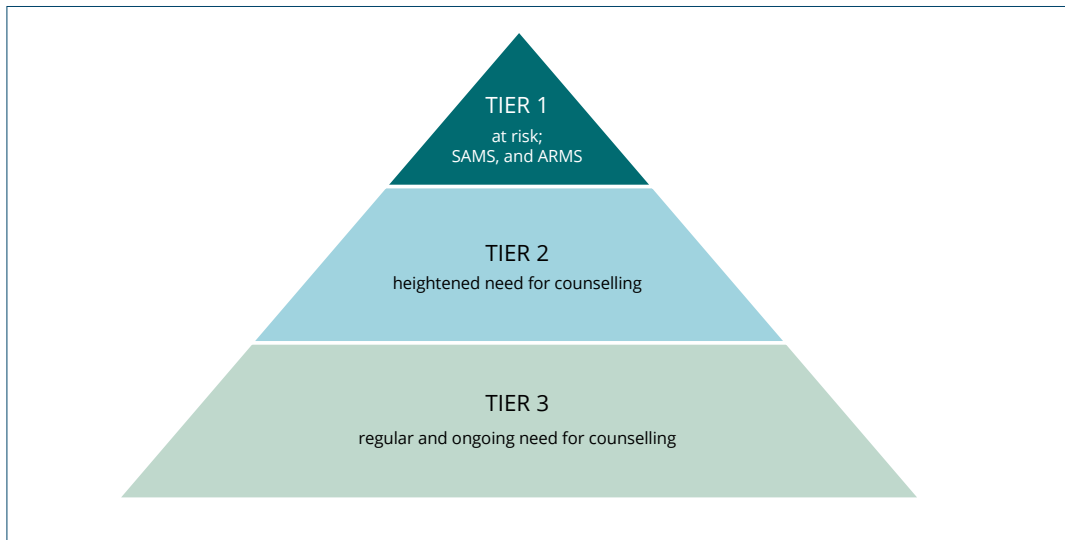 TIER 1
at risk;
SAMS, and ARMS
TIER 2
heightened need for counselling
TIER 3
regular and ongoing need for counselling